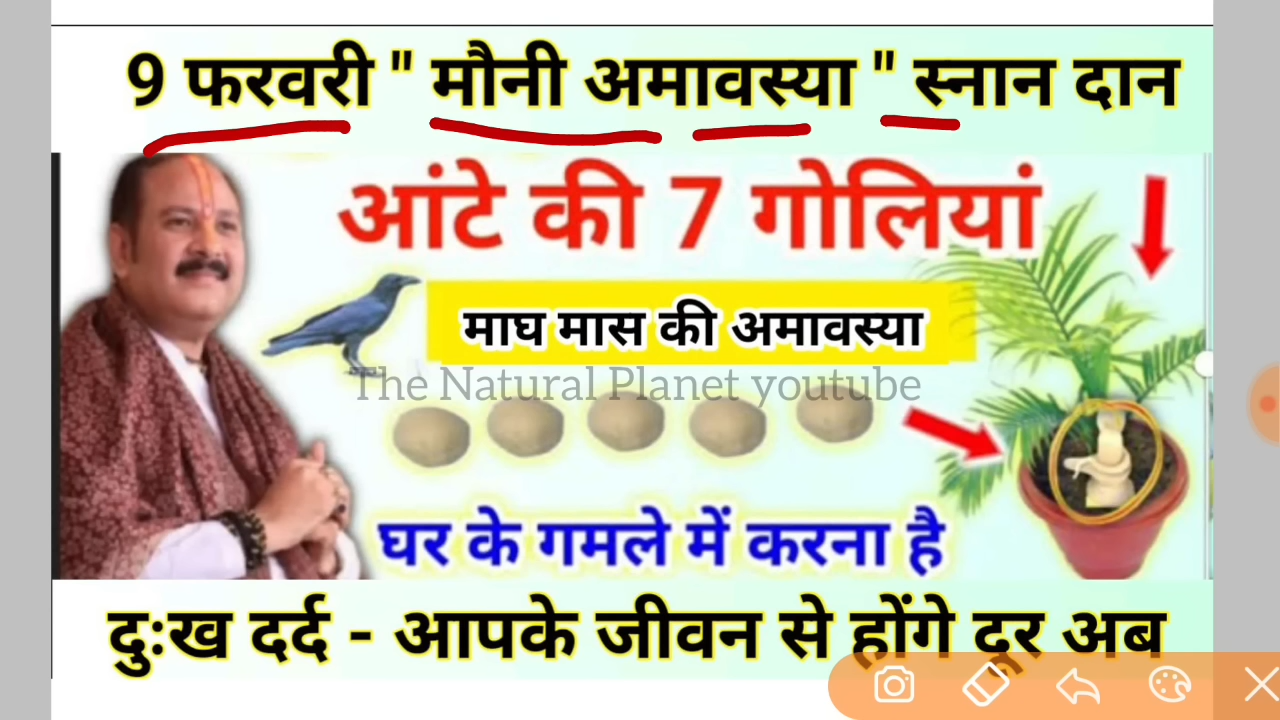 9 फरवरी " मौनी अमावस्या " स्नान दान
आंटे की 7 गोलियां
माघ मास की अमावस्या
The Natural Planet youtube
घर के गमले में करना है
दुःख दर्द - आपके जीवन से होंगे दूर अब